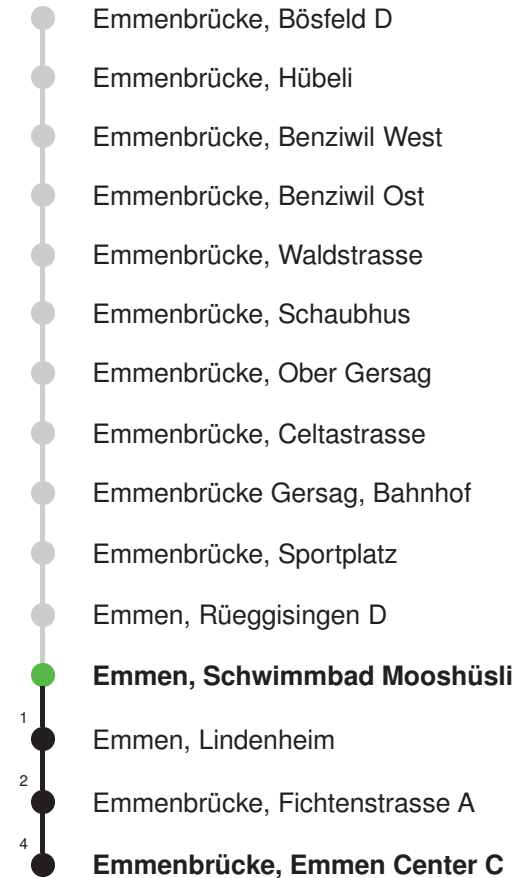 Emmenbrücke, Bösfeld D
Emmenbrücke, Hübeli
Emmenbrücke, Benziwil West
Emmenbrücke, Benziwil Ost
Emmenbrücke, Waldstrasse
Emmenbrücke, Schaubhus
Emmenbrücke, Ober Gersag
Emmenbrücke, Celtastrasse
Emmenbrücke Gersag, Bahnhof
Emmenbrücke, Sportplatz
Emmen, Rüeggisingen D
Emmen, Schwimmbad Mooshüsli
1 Emmen, Lindenheim
2 Emmenbrücke, Fichtenstrasse A
4 Emmenbrücke, Emmen Center C